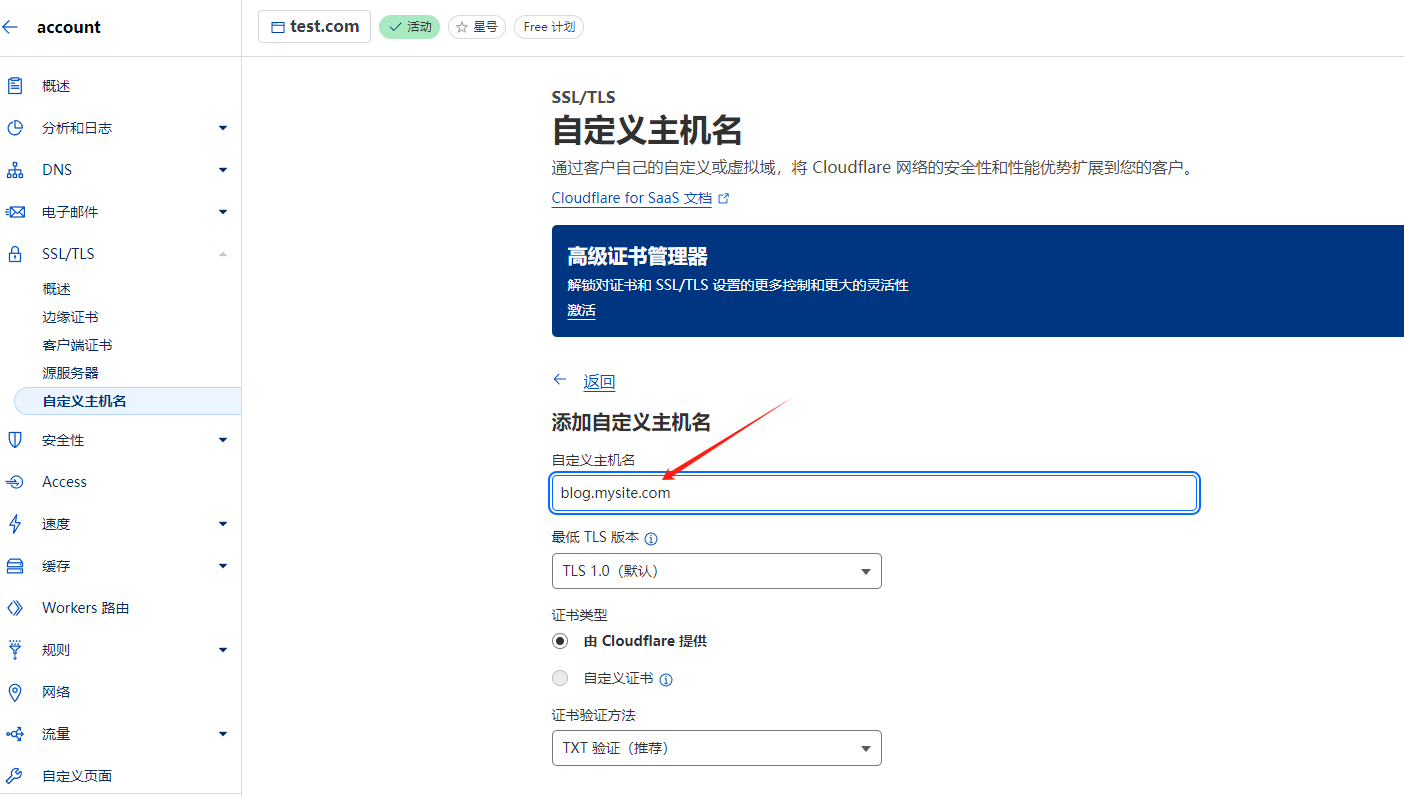 account
test.com
活动
星号
Free 计划
概述
分析和日志
DNS
电子邮件
SSL/TLS
概述
边缘证书
客户端证书
源服务器
自定义主机名
安全性
Access
速度
缓存
Workers 路由
规则
网络
流量
自定义页面
SSL/TLS
自定义主机名
通过客户自己的自定义或虚拟域，将 Cloudflare 网络的安全性和性能优势扩展到您的客户。
Cloudflare for SaaS 文档
高级证书管理器
解锁对证书和 SSL/TLS 设置的更多控制和更大的灵活性
激活
返回
添加自定义主机名
自定义主机名
blog.mysite.com
最低 TLS 版本
TLS 1.0（默认）
证书类型
由 Cloudflare 提供
自定义证书
证书验证方法
TXT 验证（推荐）